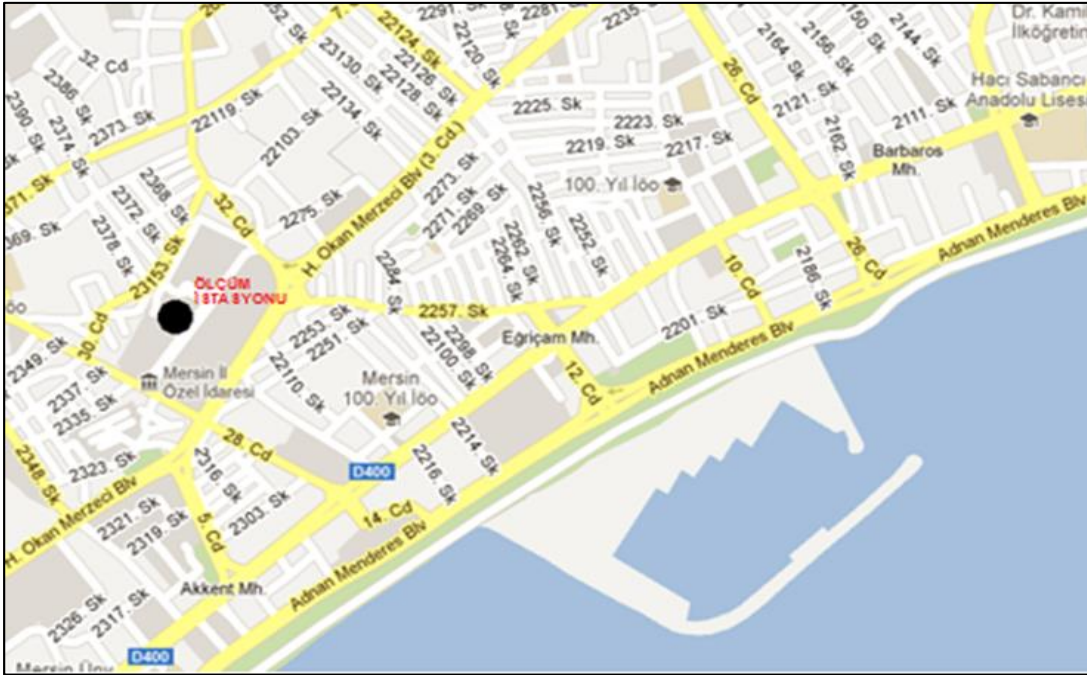 22124. Sk
2291. Sk
2281. Sk
2235. Sk
22120. Sk
2164. Sk
2156. Sk
2150. Sk
2144. Sk
Dr. Kami
İlköğretim
32. Cd
23130. Sk
22126. Sk
22128. Sk
22134. Sk
26. Cd
Hacı Sabancı
Anadolu Lisesi
2386. Sk
2390. Sk
2374. Sk
2373. Sk
22119. Sk
22103. Sk
2225. Sk
2223. Sk
2219. Sk
2217. Sk
2121. Sk
2162. Sk
2111. Sk
Barbaros
Mh.
2371. Sk
2368. Sk
2372. Sk
2378. Sk
2369. Sk
32. Cd
2275. Sk
H. Okan Merzeci Blv (3. Cd.)
2273. Sk
2271. Sk
2269. Sk
100. Yıl İöo
2256. Sk
2252. Sk
2262. Sk
2264. Sk
2284. Sk
10. Cd
2186. Sk
26. Cd
Adnan Menderes Blv
2163. Sk
ÖLÇÜM
İSTASYONU
30. Cd
2349. Sk
2257. Sk
2253. Sk
2251. Sk
22110. Sk
2298. Sk
22100. Sk
Eğriçam Mh.
2201. Sk
12. Cd
Adnan Menderes Blv
Mersin İl
Özel İdaresi
2337. Sk
2335. Sk
Mersin
100. Yıl İöo
28. Cd
2214. Sk
2216. Sk
2348. Sk
2323. Sk
2316. Sk
2303. Sk
D400
14. Cd
H. Okan Merzeci Blv
2321. Sk
2319. Sk
5. Cd
Akkent Mh.
Adnan Menderes Blv
2326. Sk
2317. Sk
D400
Mersin Ünv